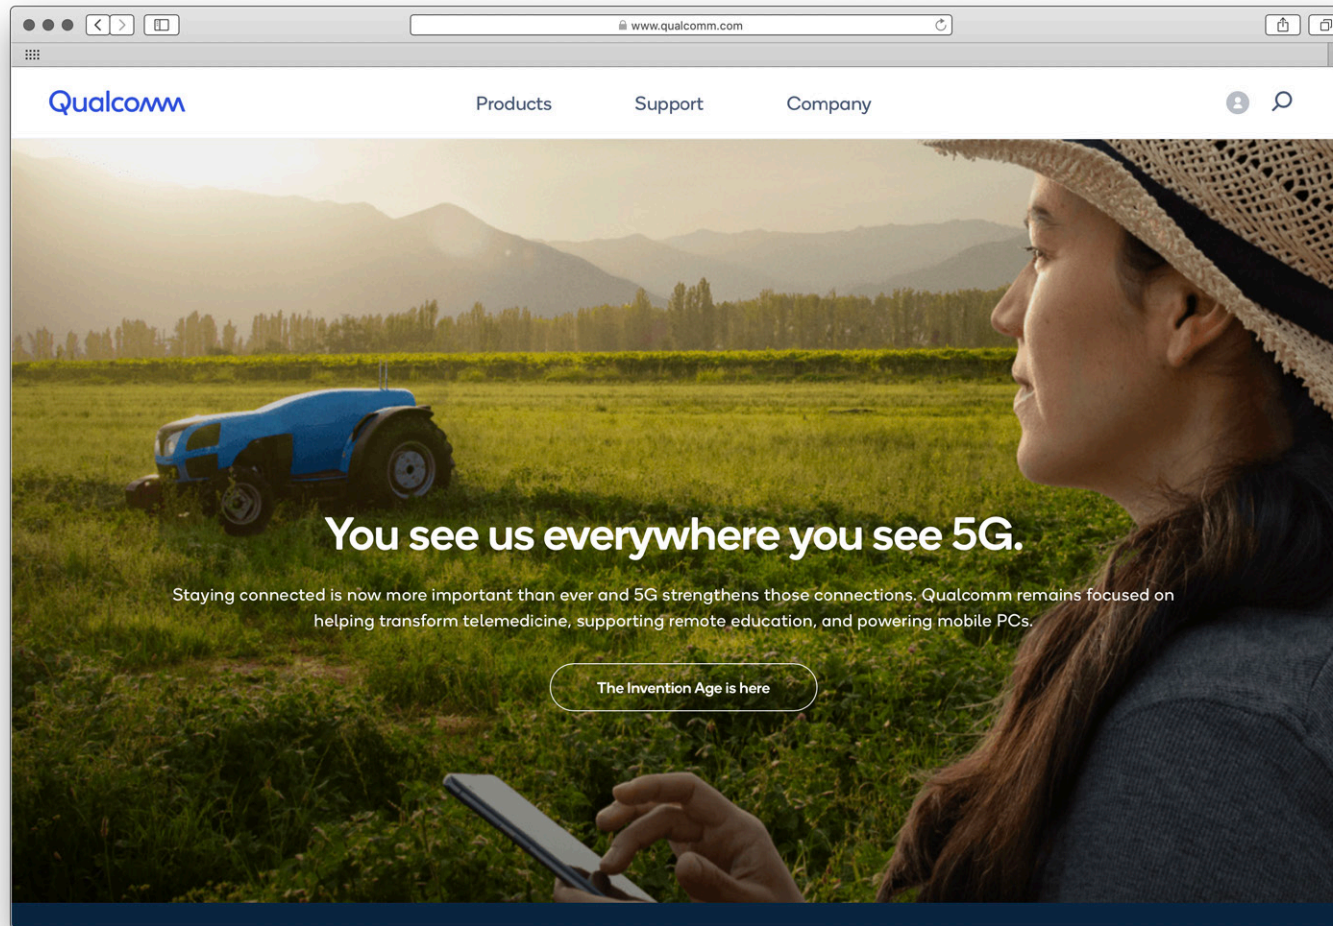 www.qualcomm.com
Qualcomm
Products
Support
Company
You see us everywhere you see 5G.
Staying connected is now more important than ever and 5G strengthens those connections. Qualcomm remains focused on
helping transform telemedicine, supporting remote education, and powering mobile PCs.
The Invention Age is here